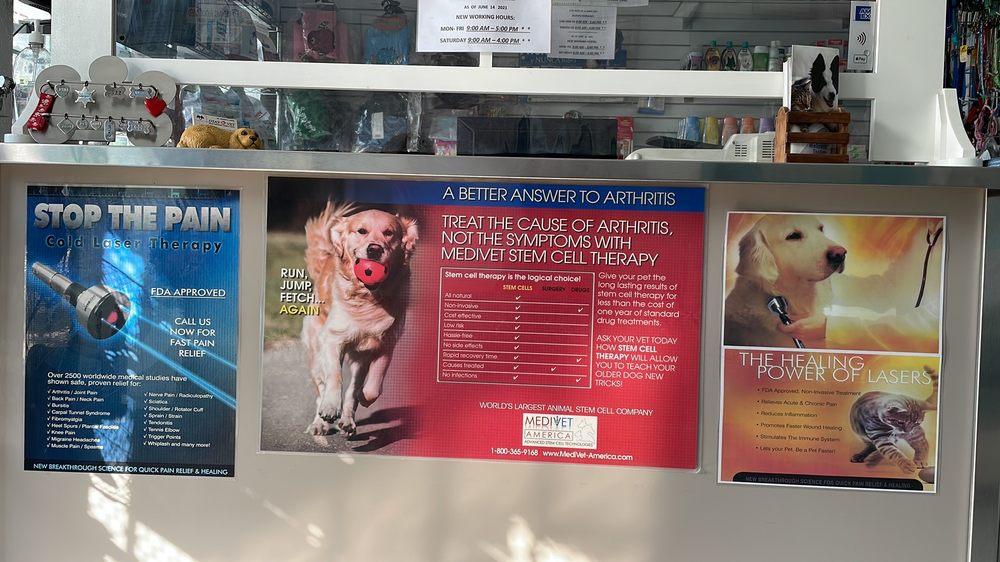 AS OF JUNE 14 2021
NEW WORKING HOURS:
MON-FRI 9:00 AM – 5:00 PM * *
SATURDAY 9:00 AM – 4:00 PM * *
AM
EX
Pay
STOP THE PAIN
Cold Laser Therapy
FDA APPROVED
CALL US
NOW FOR
FAST PAIN
RELIEF
Over 2500 worldwide medical studies have
shown safe, proven relief for:
✓ Arthritis / Joint Pain
✓ Back Pain / Neck Pain
✓ Bursitis
✓ Carpal Tunnel Syndrome
✓ Fibromyalgia
✓ Heel Spurs / Plantar Fasciitis
✓ Knee Pain
✓ Migraine Headaches
✓ Muscle Pain / Spasms
✓ Nerve Pain / Radiculopathy
✓ Sciatica
✓ Shoulder / Rotator Cuff
✓ Sprain / Strain
✓ Tendonitis
✓ Tennis Elbow
✓ Trigger Points
✓ Whiplash and many more!
NEW BREAKTHROUGH SCIENCE FOR QUICK PAIN RELIEF & HEALING
A BETTER ANSWER TO ARTHRITIS
RUN,
JUMP,
FETCH...
AGAIN
TREAT THE CAUSE OF ARTHRITIS,
NOT THE SYMPTOMS WITH
MEDIVET STEM CELL THERAPY
Stem cell therapy is the logical choice!
STEM CELLS SURGERY DRUGS
All natural ✓
Non-invasive ✓ ✓
Cost effective ✓
Low risk ✓
Hassle-free ✓
No side effects ✓
Rapid recovery time ✓ ✓
Causes treated ✓ ✓
No infections ✓ ✓
Give your pet the
long lasting results of
stem cell therapy for
less than the cost of
one year of standard
drug treatments.
ASK YOUR VET TODAY
HOW STEM CELL
THERAPY WILL ALLOW
YOU TO TEACH YOUR
OLDER DOG NEW
TRICKS!
WORLD'S LARGEST ANIMAL STEM CELL COMPANY
MEDIVET
AMERICA
ADVANCED STEM CELL TECHNOLOGIES
1-800-365-9168 www.MediVet-America.com
THE HEALING
POWER OF LASERS
• FDA Approved, Non-Invasive Treatment
• Relieves Acute & Chronic Pain
• Reduces Inflammation
• Promotes Faster Wound Healing
• Stimulates The Immune System
• Lets your Pet, Be a Pet Faster!
NEW BREAKTHROUGH SCIENCE FOR QUICK PAIN RELIEF & HEALING